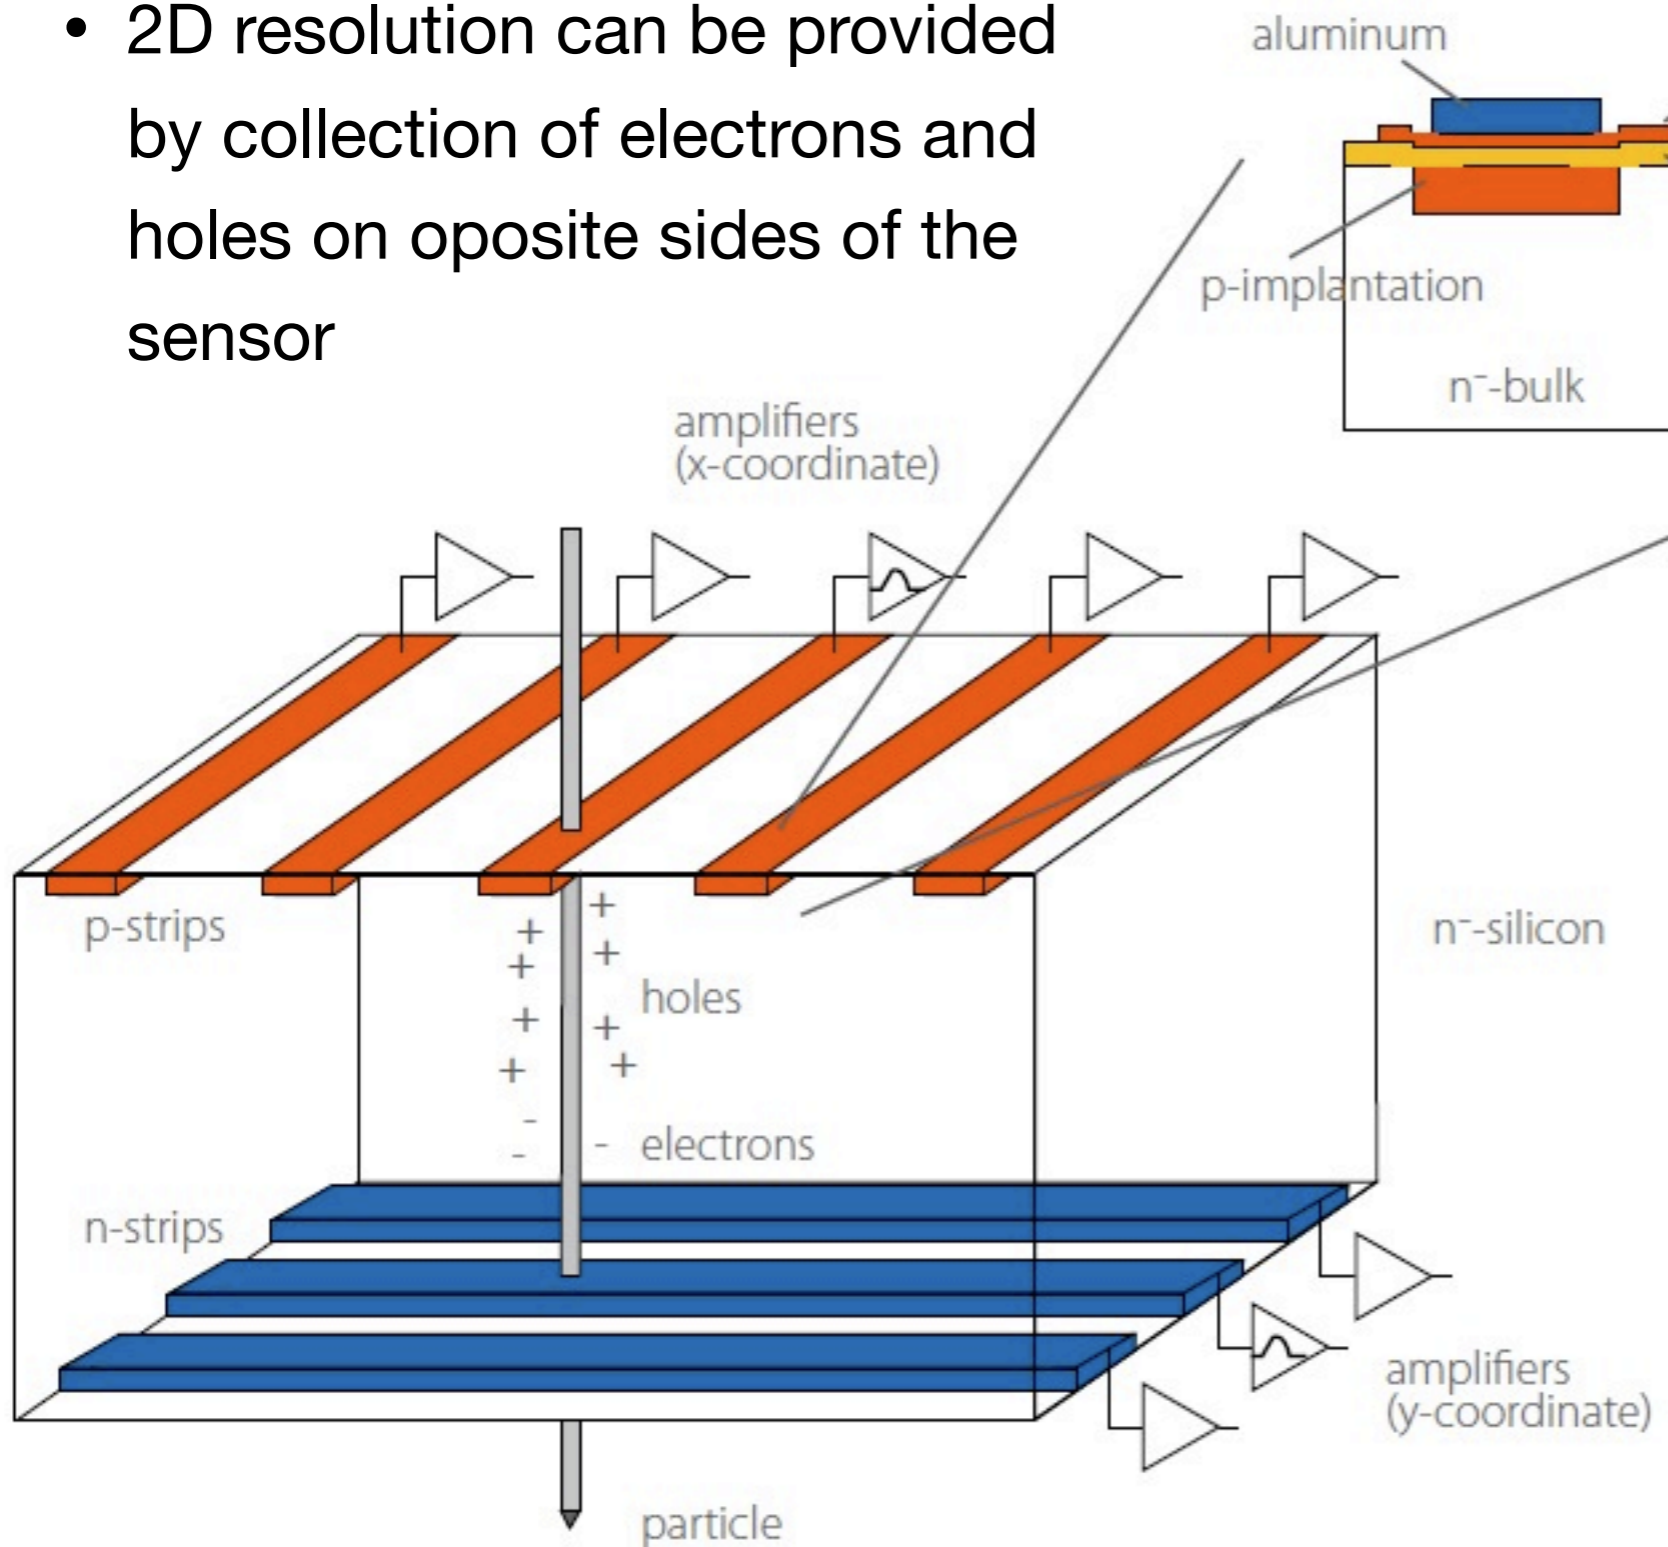 • 2D resolution can be provided
by collection of electrons and
holes on oposite sides of the
sensor
aluminum
p-implantation
n⁻-bulk
amplifiers
(x-coordinate)
p-strips
+
+
+
+
holes
+
+
+
+
n⁻-silicon
-
-
-
electrons
n-strips
amplifiers
(y-coordinate)
particle